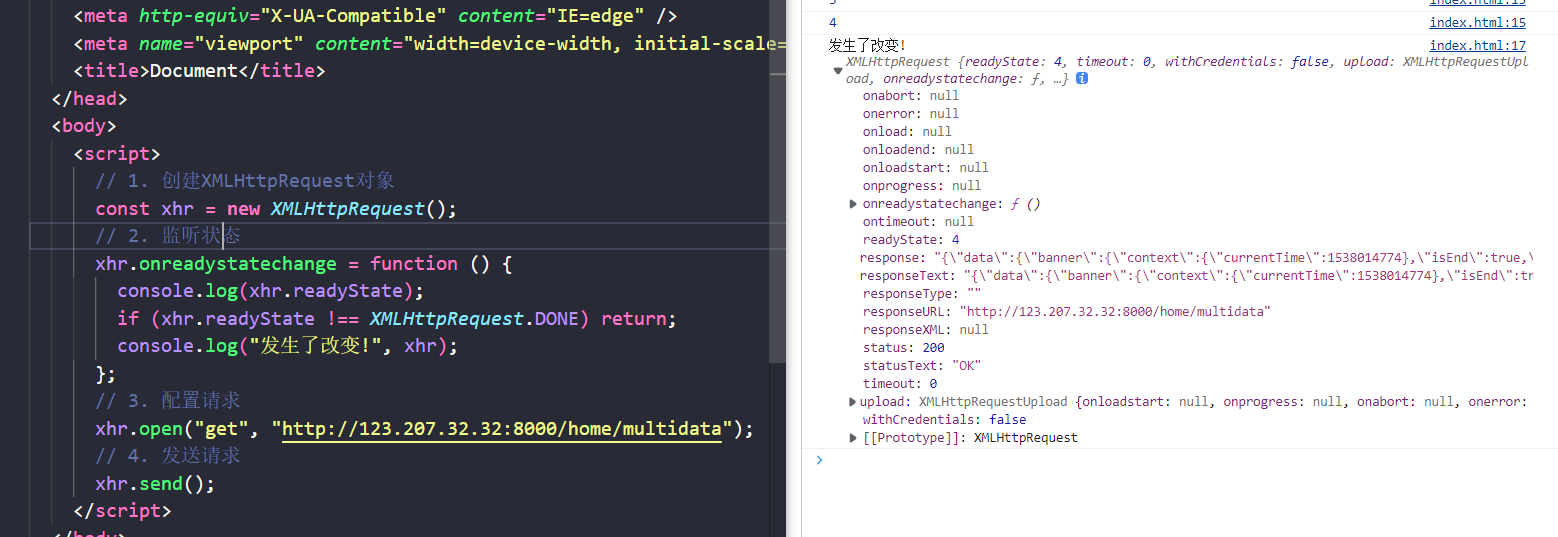 <meta http-equiv="X-UA-Compatible" content="IE=edge" />
<meta name="viewport" content="width=device-width, initial-scale=
<title>Document</title>
</head>
<body>
<script>
// 1. 创建XMLHttpRequest对象
const xhr = new XMLHttpRequest();
// 2. 监听状态
xhr.onreadystatechange = function () {
console.log(xhr.readyState);
if (xhr.readyState !== XMLHttpRequest.DONE) return;
console.log("发生了改变!", xhr);
};
// 3. 配置请求
xhr.open("get", "http://123.207.32.32:8000/home/multidata");
// 4. 发送请求
xhr.send();
</script>
</body>
index.html:15
4 index.html:15
发生了改变! index.html:17
XMLHttpRequest {readyState: 4, timeout: 0, withCredentials: false, upload: XMLHttpRequestUpl
oad, onreadystatechange: ƒ, …}
onabort: null
onerror: null
onload: null
onloadend: null
onloadstart: null
onprogress: null
onreadystatechange: ƒ ()
ontimeout: null
readyState: 4
response: "{\"data\":{\"banner\":{\"context\":{\"currentTime\":1538014774},\"isEnd\":true,\
responseText: "{\"data\":{\"banner\":{\"context\":{\"currentTime\":1538014774},\"isEnd\":tr
responseType: ""
responseURL: "http://123.207.32.32:8000/home/multidata"
responseXML: null
status: 200
statusText: "OK"
timeout: 0
upload: XMLHttpRequestUpload {onloadstart: null, onprogress: null, onabort: null, onerror:
withCredentials: false
[[Prototype]]: XMLHttpRequest